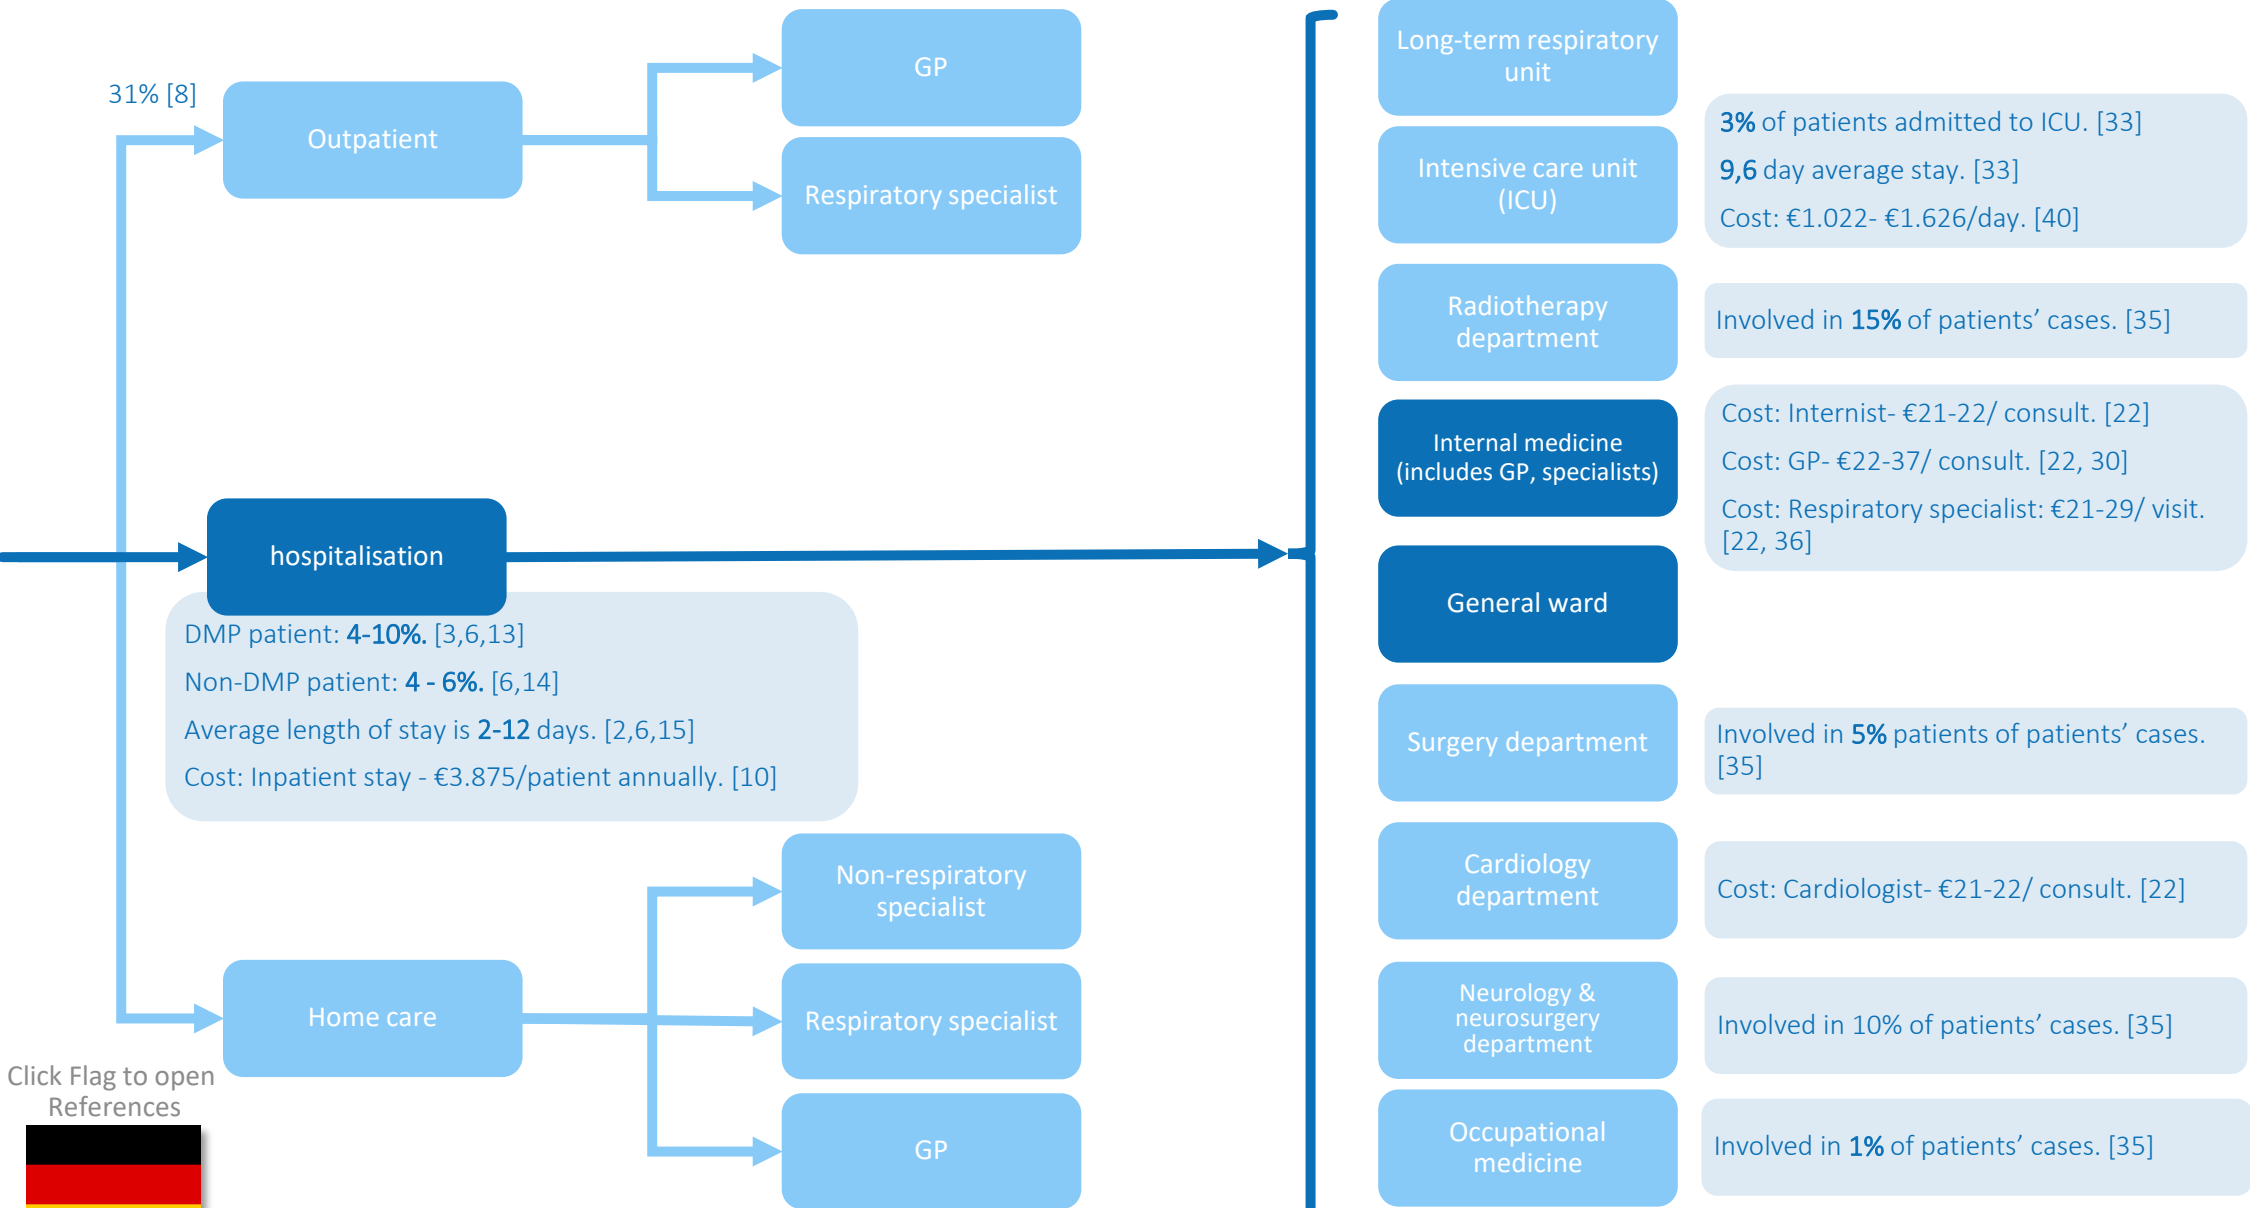 31% [8]
Outpatient
GP
Respiratory specialist
hospitalisation
DMP patient: 4-10%. [3,6,13]
Non-DMP patient: 4 - 6%. [6,14]
Average length of stay is 2-12 days. [2,6,15]
Cost: Inpatient stay - €3.875/patient annually. [10]
Home care
Non-respiratory
specialist
Respiratory specialist
GP
Click Flag to open
References
Long-term respiratory
unit
Intensive care unit
(ICU)
3% of patients admitted to ICU. [33]
9,6 day average stay. [33]
Cost: €1.022- €1.626/day. [40]
Radiotherapy
department
Involved in 15% of patients’ cases. [35]
Internal medicine
(includes GP, specialists)
Cost: Internist- €21-22/ consult. [22]
Cost: GP- €22-37/ consult. [22, 30]
Cost: Respiratory specialist: €21-29/ visit.
[22, 36]
General ward
Surgery department
Involved in 5% patients of patients’ cases.
[35]
Cardiology
department
Cost: Cardiologist- €21-22/ consult. [22]
Neurology &
neurosurgery
department
Involved in 10% of patients’ cases. [35]
Occupational
medicine
Involved in 1% of patients’ cases. [35]